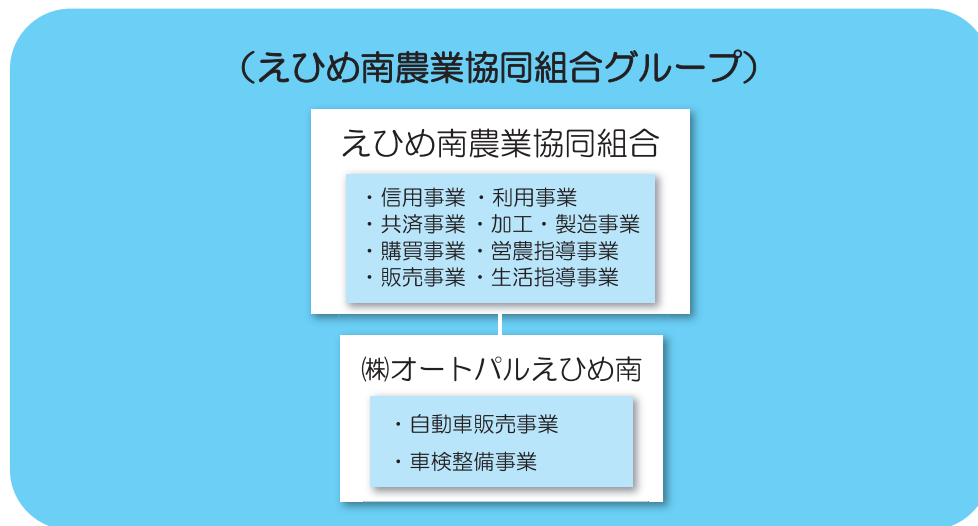 （えひめ南農業協同組合グループ）
えひめ南農業協同組合
・信用事業 ・利用事業
・共済事業 ・加工・製造事業
・購買事業 ・営農指導事業
・販売事業 ・生活指導事業
㈱オートパルえひめ南
・自動車販売事業
・車検整備事業